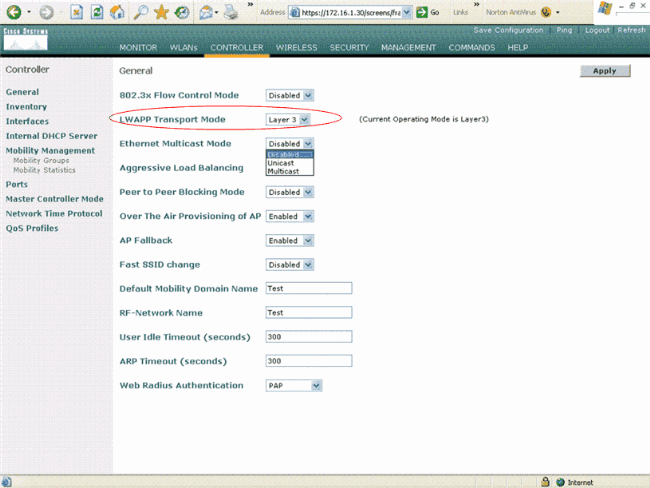 Address https://172.16.1.30/screens/fra Go Links » Norton AntiVirus
CISCO SYSTEMS
Save Configuration | Ping | Logout | Refresh
MONITOR WLANs CONTROLLER WIRELESS SECURITY MANAGEMENT COMMANDS HELP
Controller
General
Inventory
Interfaces
Internal DHCP Server
Mobility Management
Mobility Groups
Mobility Statistics
Ports
Master Controller Mode
Network Time Protocol
QoS Profiles
General
Apply
802.3x Flow Control Mode Disabled
LWAPP Transport Mode Layer 3 (Current Operating Mode is Layer3)
Ethernet Multicast Mode Disabled
Disabled
Unicast
Multicast
Aggressive Load Balancing
Peer to Peer Blocking Mode Disabled
Over The Air Provisioning of AP Enabled
AP Fallback Enabled
Fast SSID change Disabled
Default Mobility Domain Name Test
RF-Network Name Test
User Idle Timeout (seconds) 300
ARP Timeout (seconds) 300
Web Radius Authentication PAP
Internet